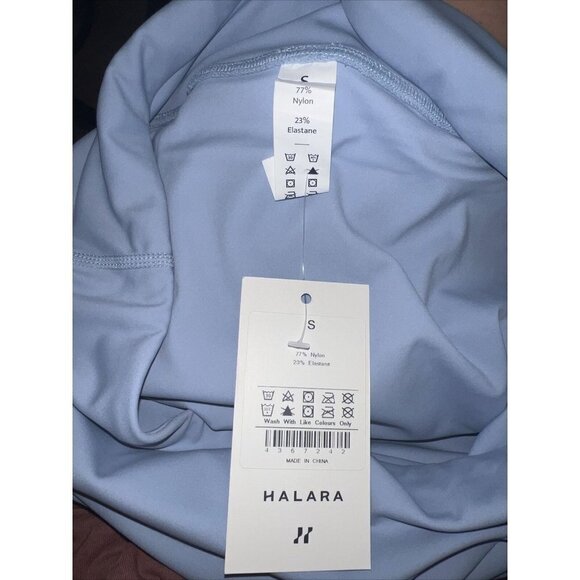 S
77%
Nylon
23%
Elastane
S
77% Nylon
23% Elastane
Wash With Like Colours Only
4367242
MADE IN CHINA
HALARA